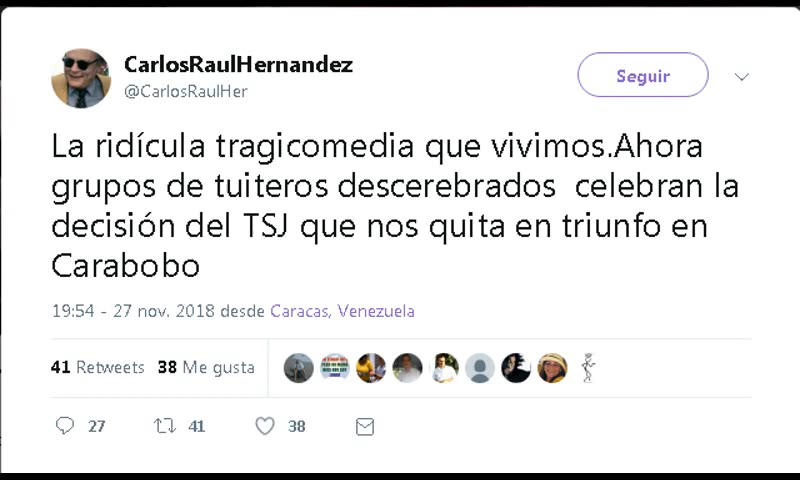 CarlosRaulHernandez
@CarlosRaulHer
Seguir
La ridícula tragicomedia que vivimos.Ahora
grupos de tuiteros descerebrados celebran la
decisión del TSJ que nos quita en triunfo en
Carabobo
19:54 - 27 nov. 2018 desde Caracas, Venezuela
41 Retweets 38 Me gusta
27 41 38